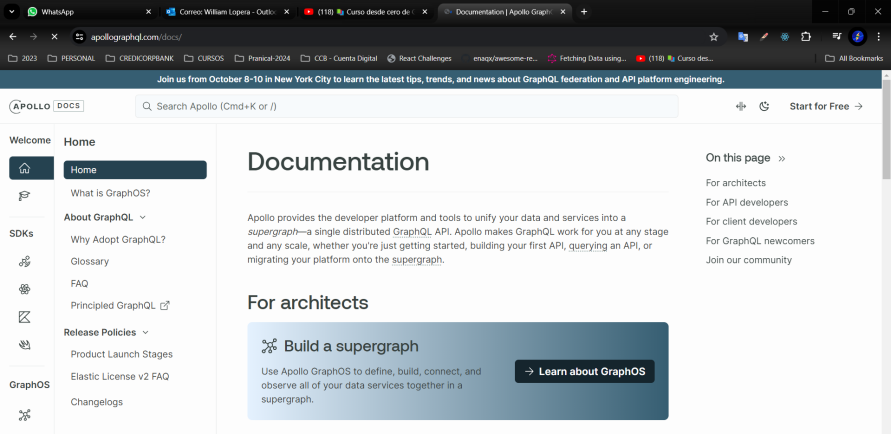 WhatsApp
Correo: William Lopera - Outlo
(118) Curso desde cero de G
Documentation | Apollo Graph
apollographql.com/docs/
2023
PERSONAL
CREDICORPBANK
CURSOS
Pranical-2024
CCB - Cuenta Digital
React Challenges
enaqx/awesome-re...
Fetching Data using...
(118) Curso des...
All Bookmarks
Join us from October 8-10 in New York City to learn the latest tips, trends, and news about GraphQL federation and API platform engineering.
APOLLO DOCS
Search Apollo (Cmd+K or /)
Start for Free
Welcome
SDKs
GraphOS
Home
Home
What is GraphOS?
About GraphQL
Why Adopt GraphQL?
Glossary
FAQ
Principled GraphQL
Release Policies
Product Launch Stages
Elastic License v2 FAQ
Changelogs
Documentation
Apollo provides the developer platform and tools to unify your data and services into a
supergraph—a single distributed GraphQL API. Apollo makes GraphQL work for you at any stage
and any scale, whether you're just getting started, building your first API, querying an API, or
migrating your platform onto the supergraph.
For architects
Build a supergraph
Use Apollo GraphOS to define, build, connect, and
observe all of your data services together in a
supergraph.
Learn about GraphOS
On this page
For architects
For API developers
For client developers
For GraphQL newcomers
Join our community